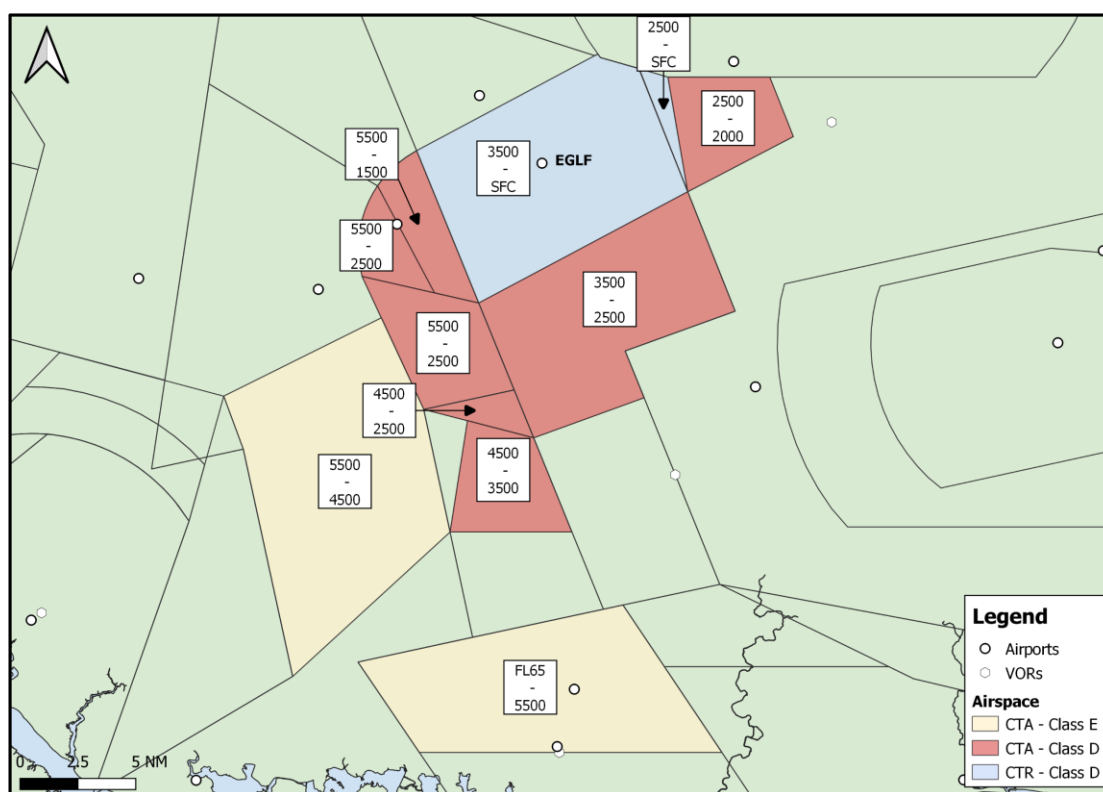 2500
-
SFC
2500
-
2000
5500
-
1500
3500
-
SFC
EGLF
5500
-
2500
3500
-
2500
5500
-
2500
4500
-
2500
4500
-
3500
5500
-
4500
FL65
-
5500
Legend
Airports
VORs
Airspace
CTA - Class E
CTA - Class D
CTR - Class D
0 2.5 5 NM